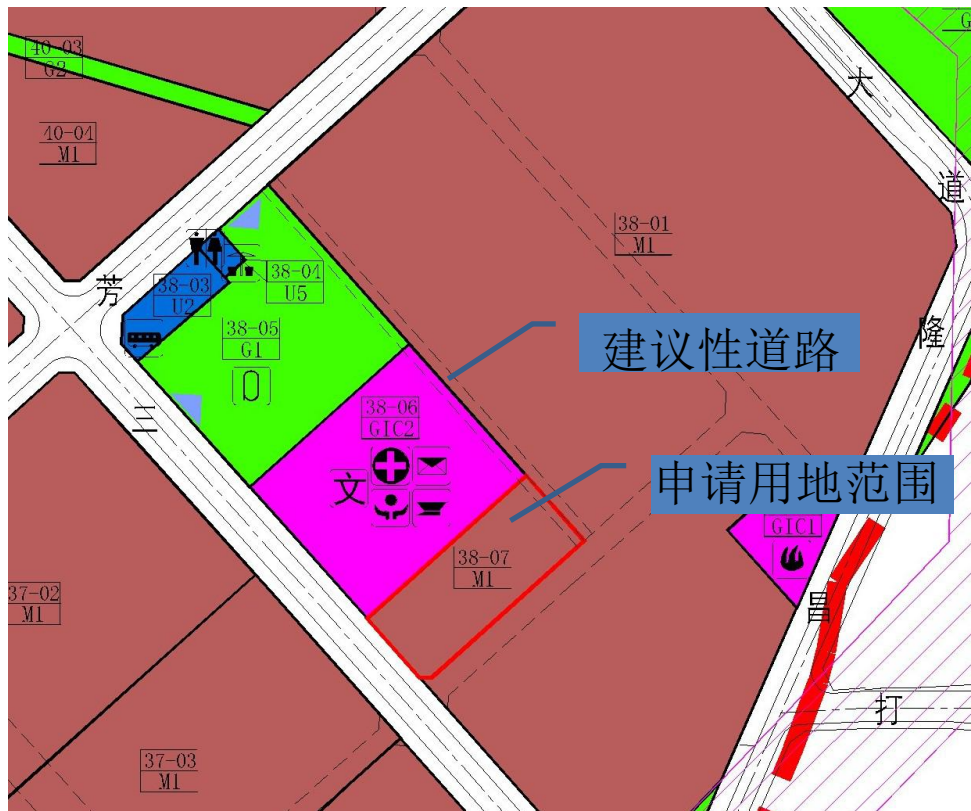 G
40-03
G2
大
40-04
M1
道
38-01
M1
38-04
U5
38-03
U2
芳
38-05
G1
隆
建议性道路
三
38-06
GIC2
申请用地范围
文
GIC1
38-07
M1
37-02
M1
昌
打
37-03
M1